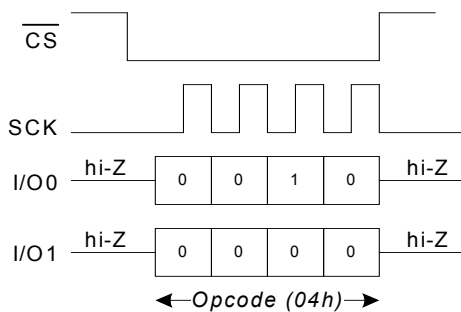 CS
SCK
I/O0 hi-Z 0 0 1 0 hi-Z
I/O1 hi-Z 0 0 0 0 hi-Z
Opcode (04h)